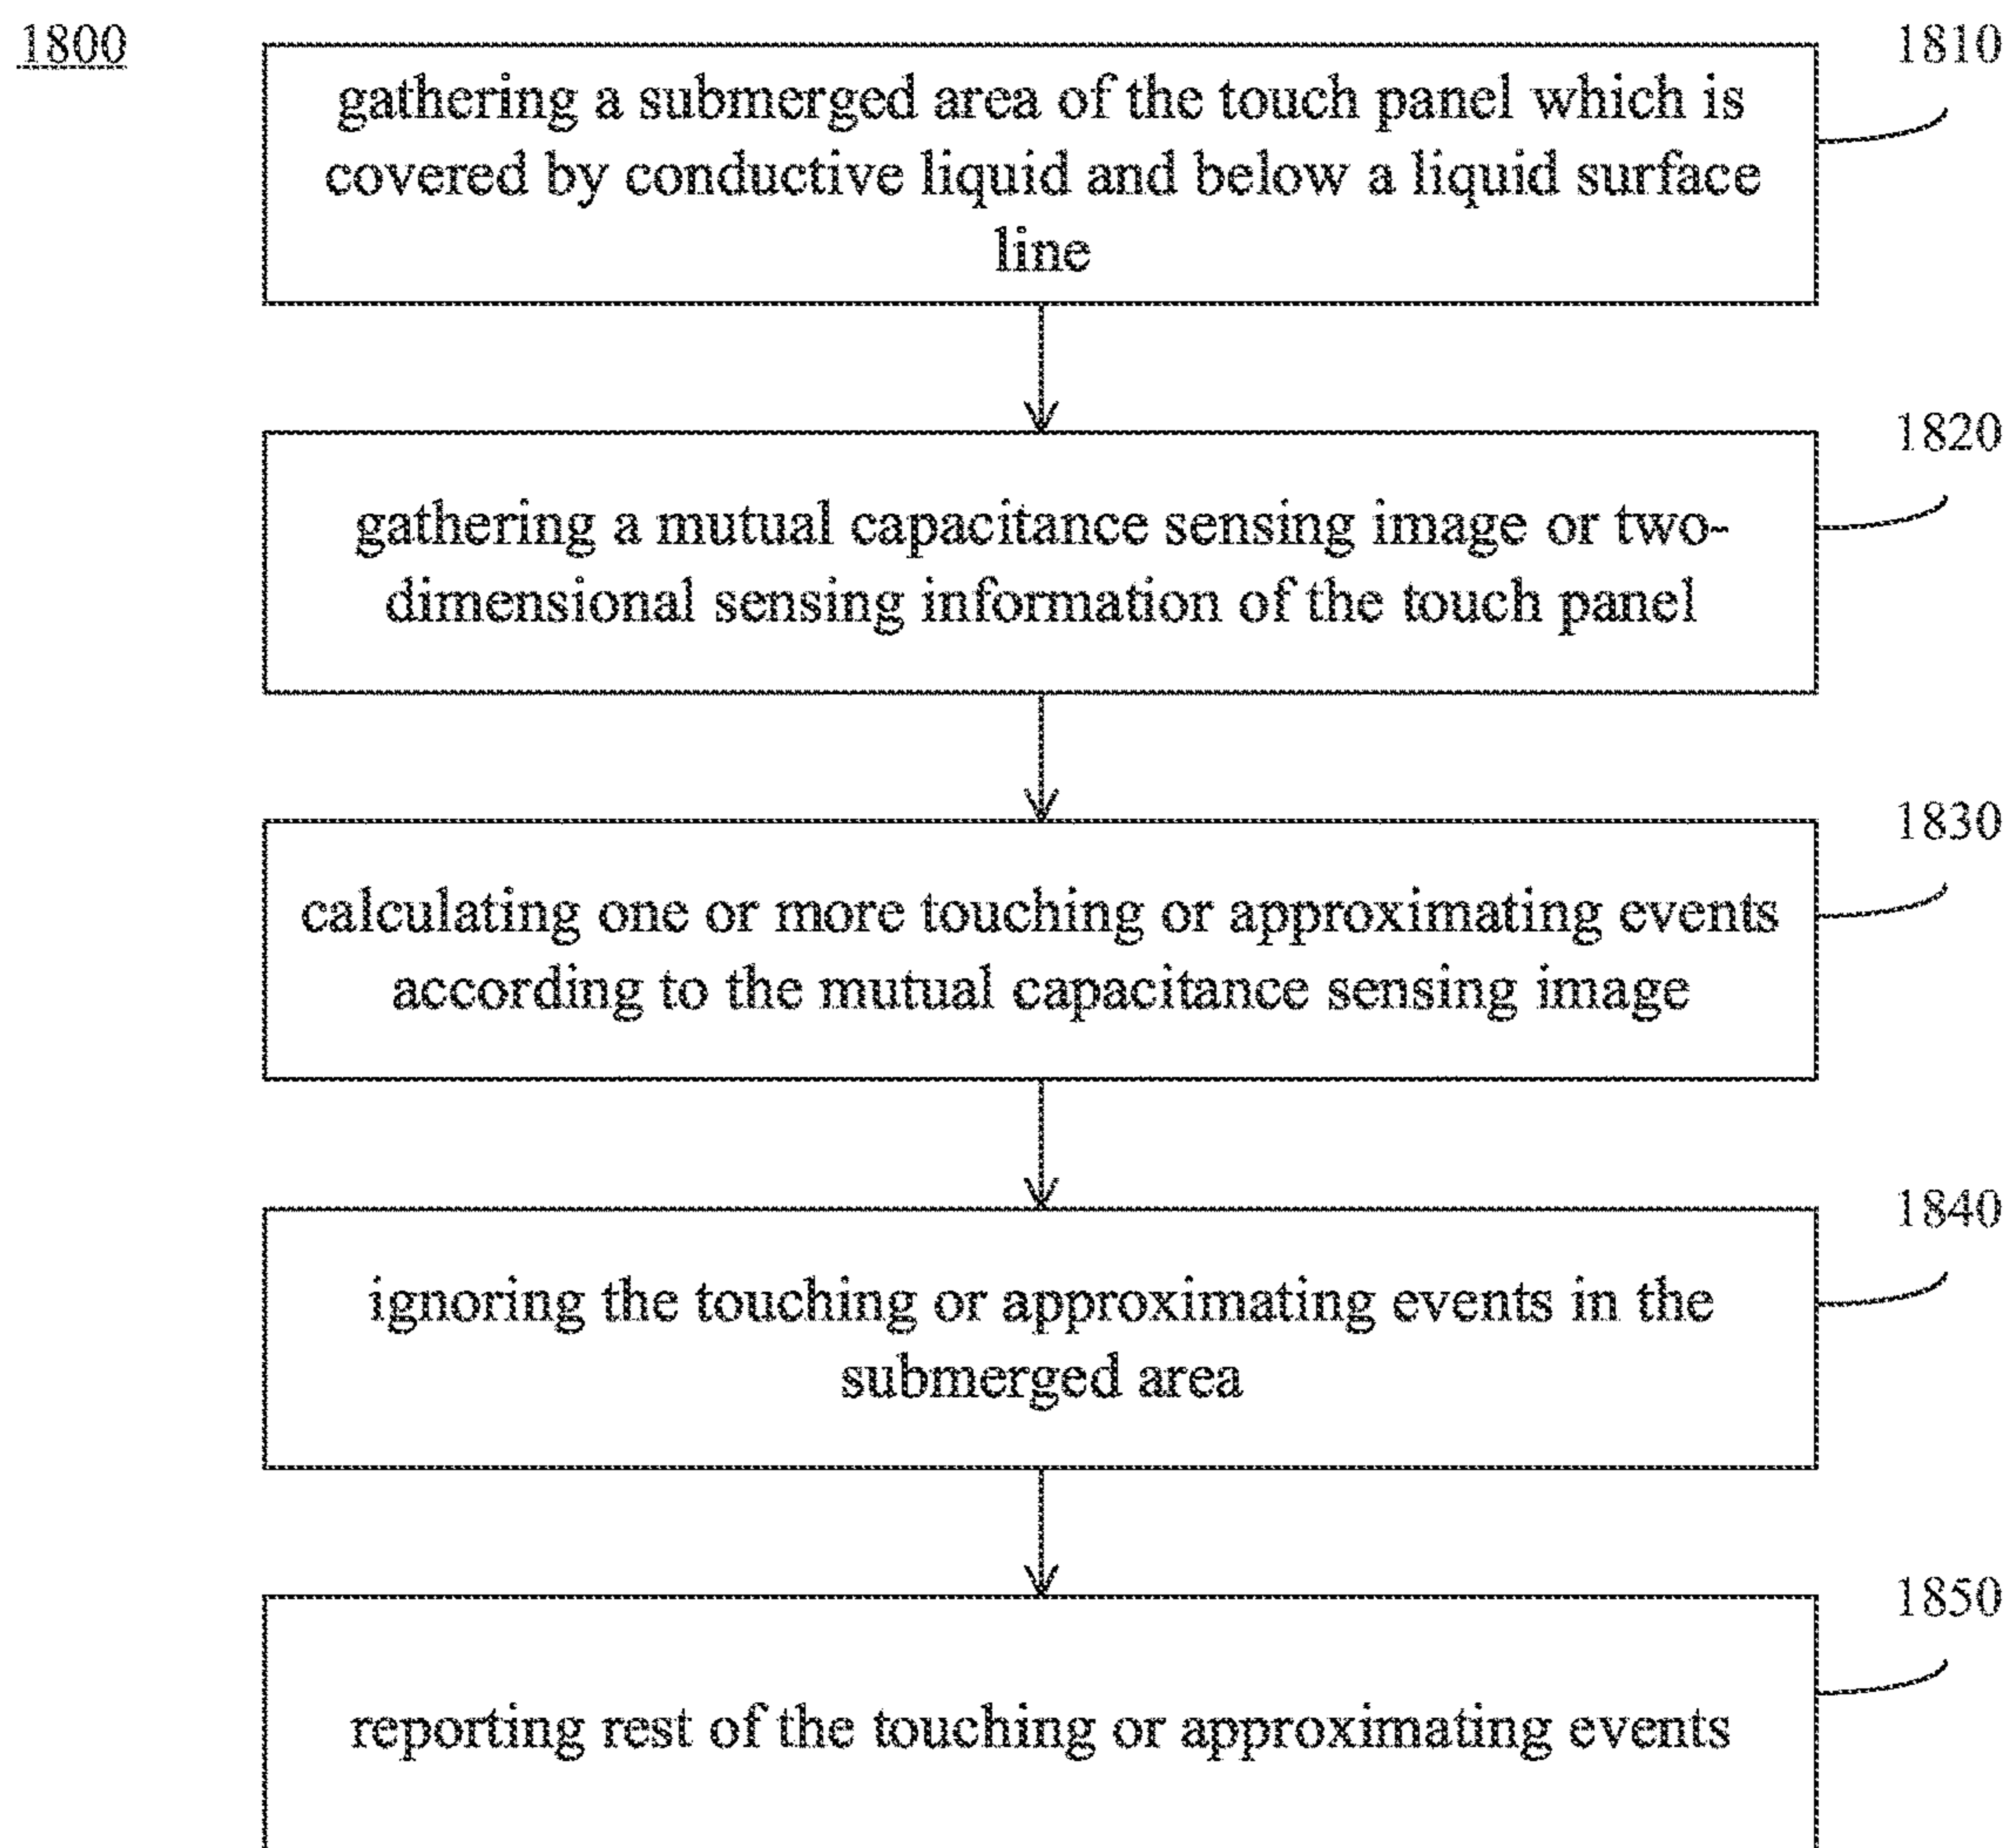 1800
1810
gathering a submerged area of the touch panel which is
covered by conductive liquid and below a liquid surface
line
1820
gathering a mutual capacitance sensing image or two-
dimensional sensing information of the touch panel
1830
calculating one or more touching or approximating events
according to the mutual capacitance sensing image
1840
ignoring the touching or approximating events in the
submerged area
1850
reporting rest of the touching or approximating events